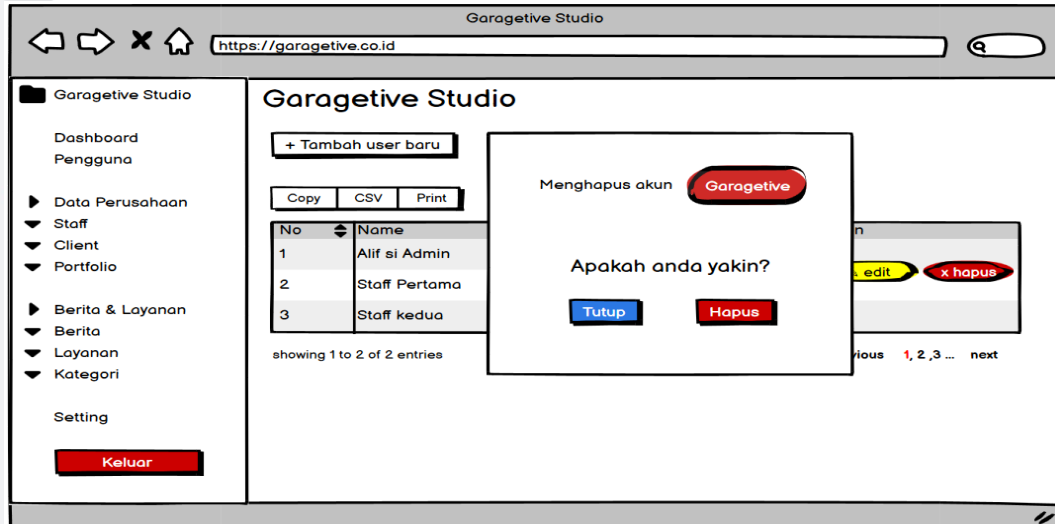 Garagetive Studio
https://garagetive.co.id
Garagetive Studio
Dashboard
Pengguna
Data Perusahaan
Staff
Client
Portfolio
Berita & Layanan
Berita
Layanan
Kategori
Setting
Keluar
Garagetive Studio
+ Tambah user baru
Copy CSV Print
No Name
1 Alif si Admin
2 Staff Pertama
3 Staff kedua
edit x hapus
showing 1 to 2 of 2 entries
1, 2 ,3 ... next
Menghapus akun Garagetive
Apakah anda yakin?
Tutup Hapus